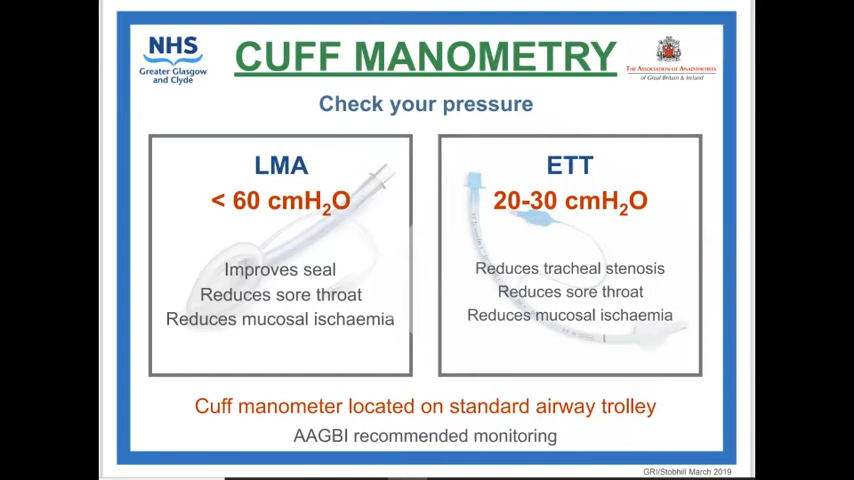 NHS
Greater Glasgow
and Clyde
CUFF MANOMETRY
THE ASSOCIATION OF ANAESTHETISTS
of Great Britain & Ireland
Check your pressure
LMA
< 60 cmH₂O
Improves seal
Reduces sore throat
Reduces mucosal ischaemia
ETT
20-30 cmH₂O
Reduces tracheal stenosis
Reduces sore throat
Reduces mucosal ischaemia
Cuff manometer located on standard airway trolley
AAGBI recommended monitoring
GRI/Stobhill March 2019